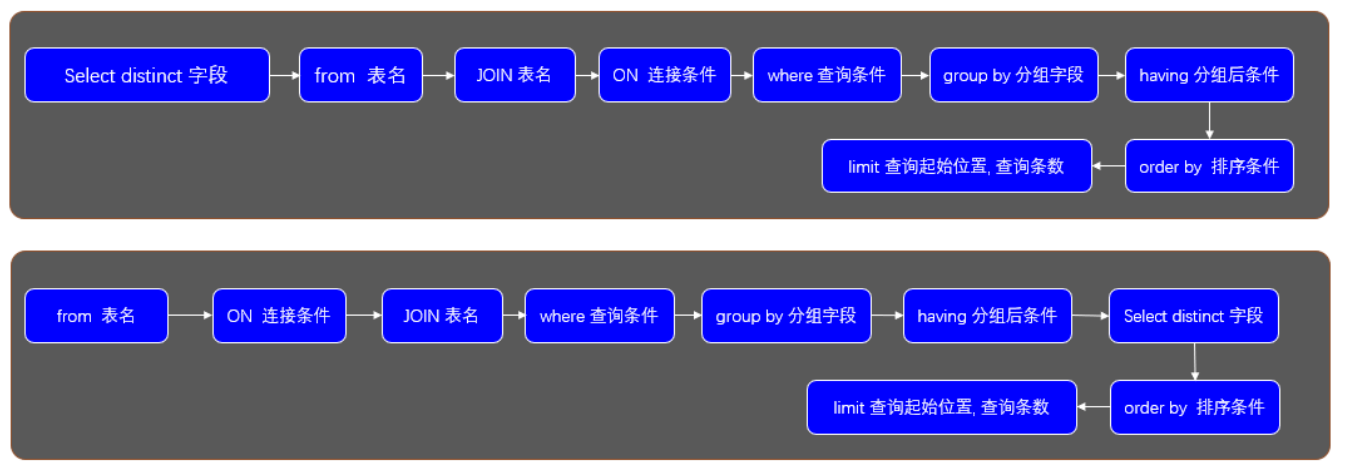 Select distinct 字段
from 表名
JOIN 表名
ON 连接条件
where 查询条件
group by 分组字段
having 分组后条件
order by 排序条件
limit 查询起始位置, 查询条数
from 表名
ON 连接条件
JOIN 表名
where 查询条件
group by 分组字段
having 分组后条件
Select distinct 字段
order by 排序条件
limit 查询起始位置, 查询条数